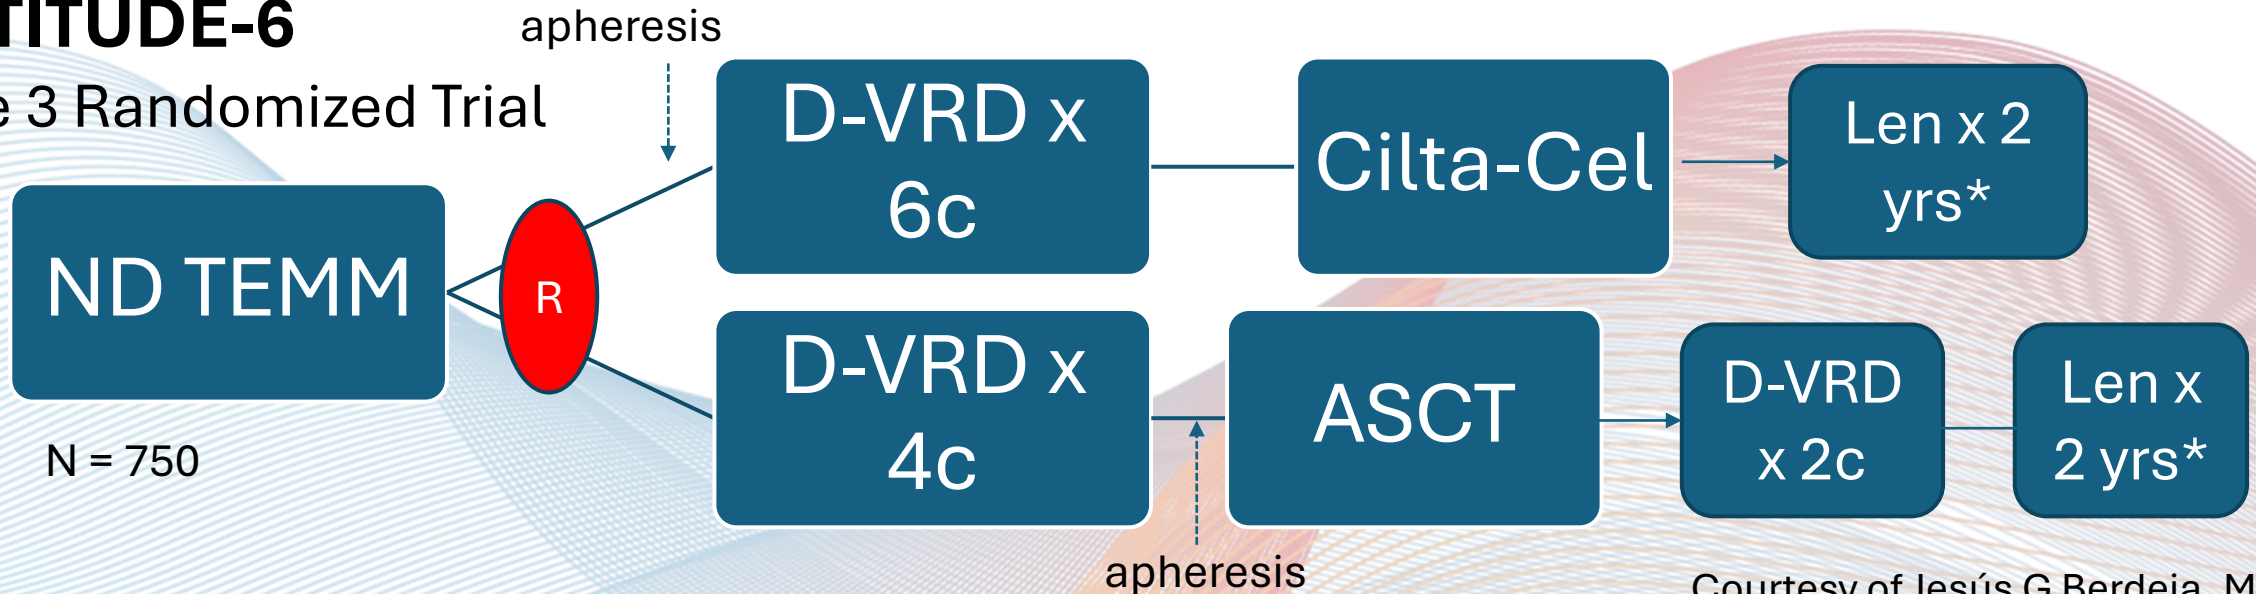 TITUDE-6
e 3 Randomized Trial
apheresis
ND TEMM
N = 750
R
D-VRD x
6c
Cilta-Cel
Len x 2
yrs*
D-VRD x
4c
apheresis
ASCT
D-VRD
x 2c
Len x
2 yrs*
Courtesy of Jesús G Berdeja, M